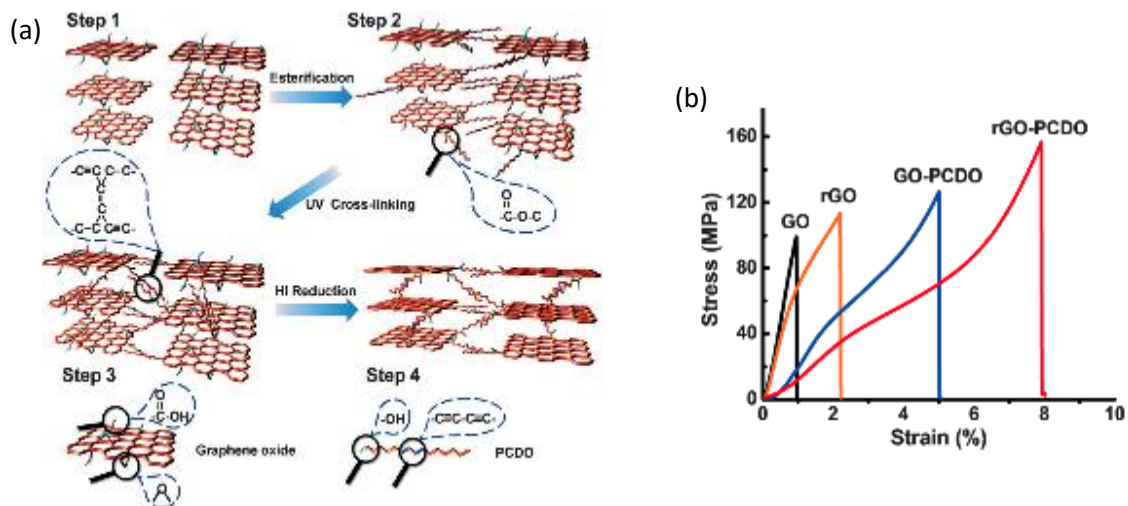 (a)
Step 1
Step 2
Esterification
O
-C-O-C
-C≡C C-C-
C
C
C
-C-C C≡C-
UV Cross-linking
HI Reduction
Step 3
Step 4
O
-C-OH
Graphene oxide
-OH
-C≡C-C≡C-
PCDO
(b)
160
120
80
40
0
Stress (MPa)
GO
rGO
GO-PCDO
rGO-PCDO
0
2
4
6
8
10
Strain (%)